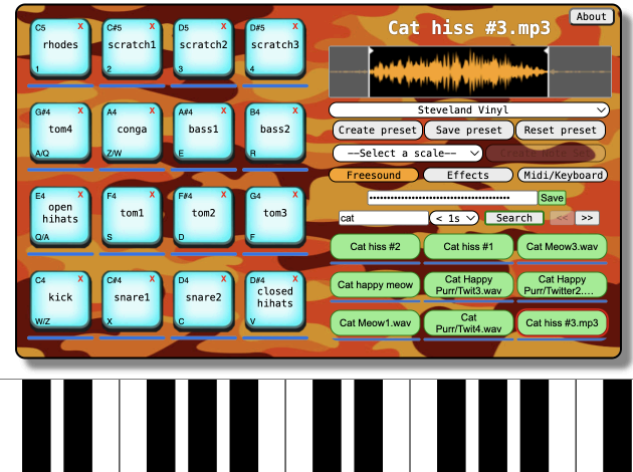 About
Cat hiss #3.mp3
C5 X
rhodes
1
C#5 X
scratch1
2
D5 X
scratch2
3
D#5 X
scratch3
4
G#4 X
tom4
A/Q
A4 X
conga
Z/W
A#4 X
bass1
E
B4 X
bass2
R
E4 X
open
hihats
Q/A
F4 X
tom1
S
F#4 X
tom2
D
G4 X
tom3
F
C4 X
kick
W/Z
C#4 X
snare1
X
D4 X
snare2
C
D#4 X
closed
hihats
V
Steveland Vinyl
Create preset Save preset Reset preset
--Select a scale--
Freesound Effects Midi/Keyboard
Save
cat < 1s Search << >>
Cat hiss #2 Cat hiss #1 Cat Meow3.wav
Cat happy meow
Cat Happy
Purr/Twit3.wav
Cat Happy
Purr/Twitter2....
Cat Meow1.wav
Cat
Purr/Twit4.wav
Cat hiss #3.mp3